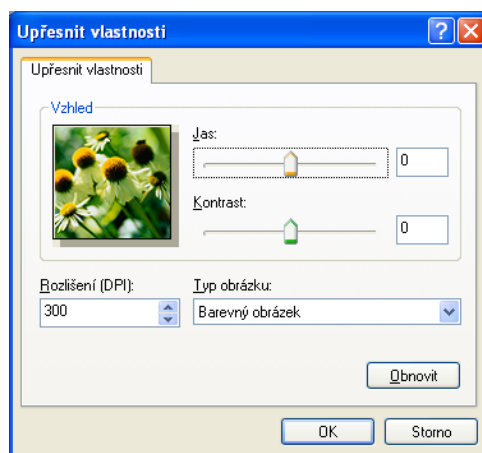 Upřesnit vlastnosti
Upřesnit vlastnosti
Vzhled
Jas:
0
Kontrast:
0
Rozlišení (DPI): Typ obrázku:
300 Barevný obrázek
Obnovit
OK Storno